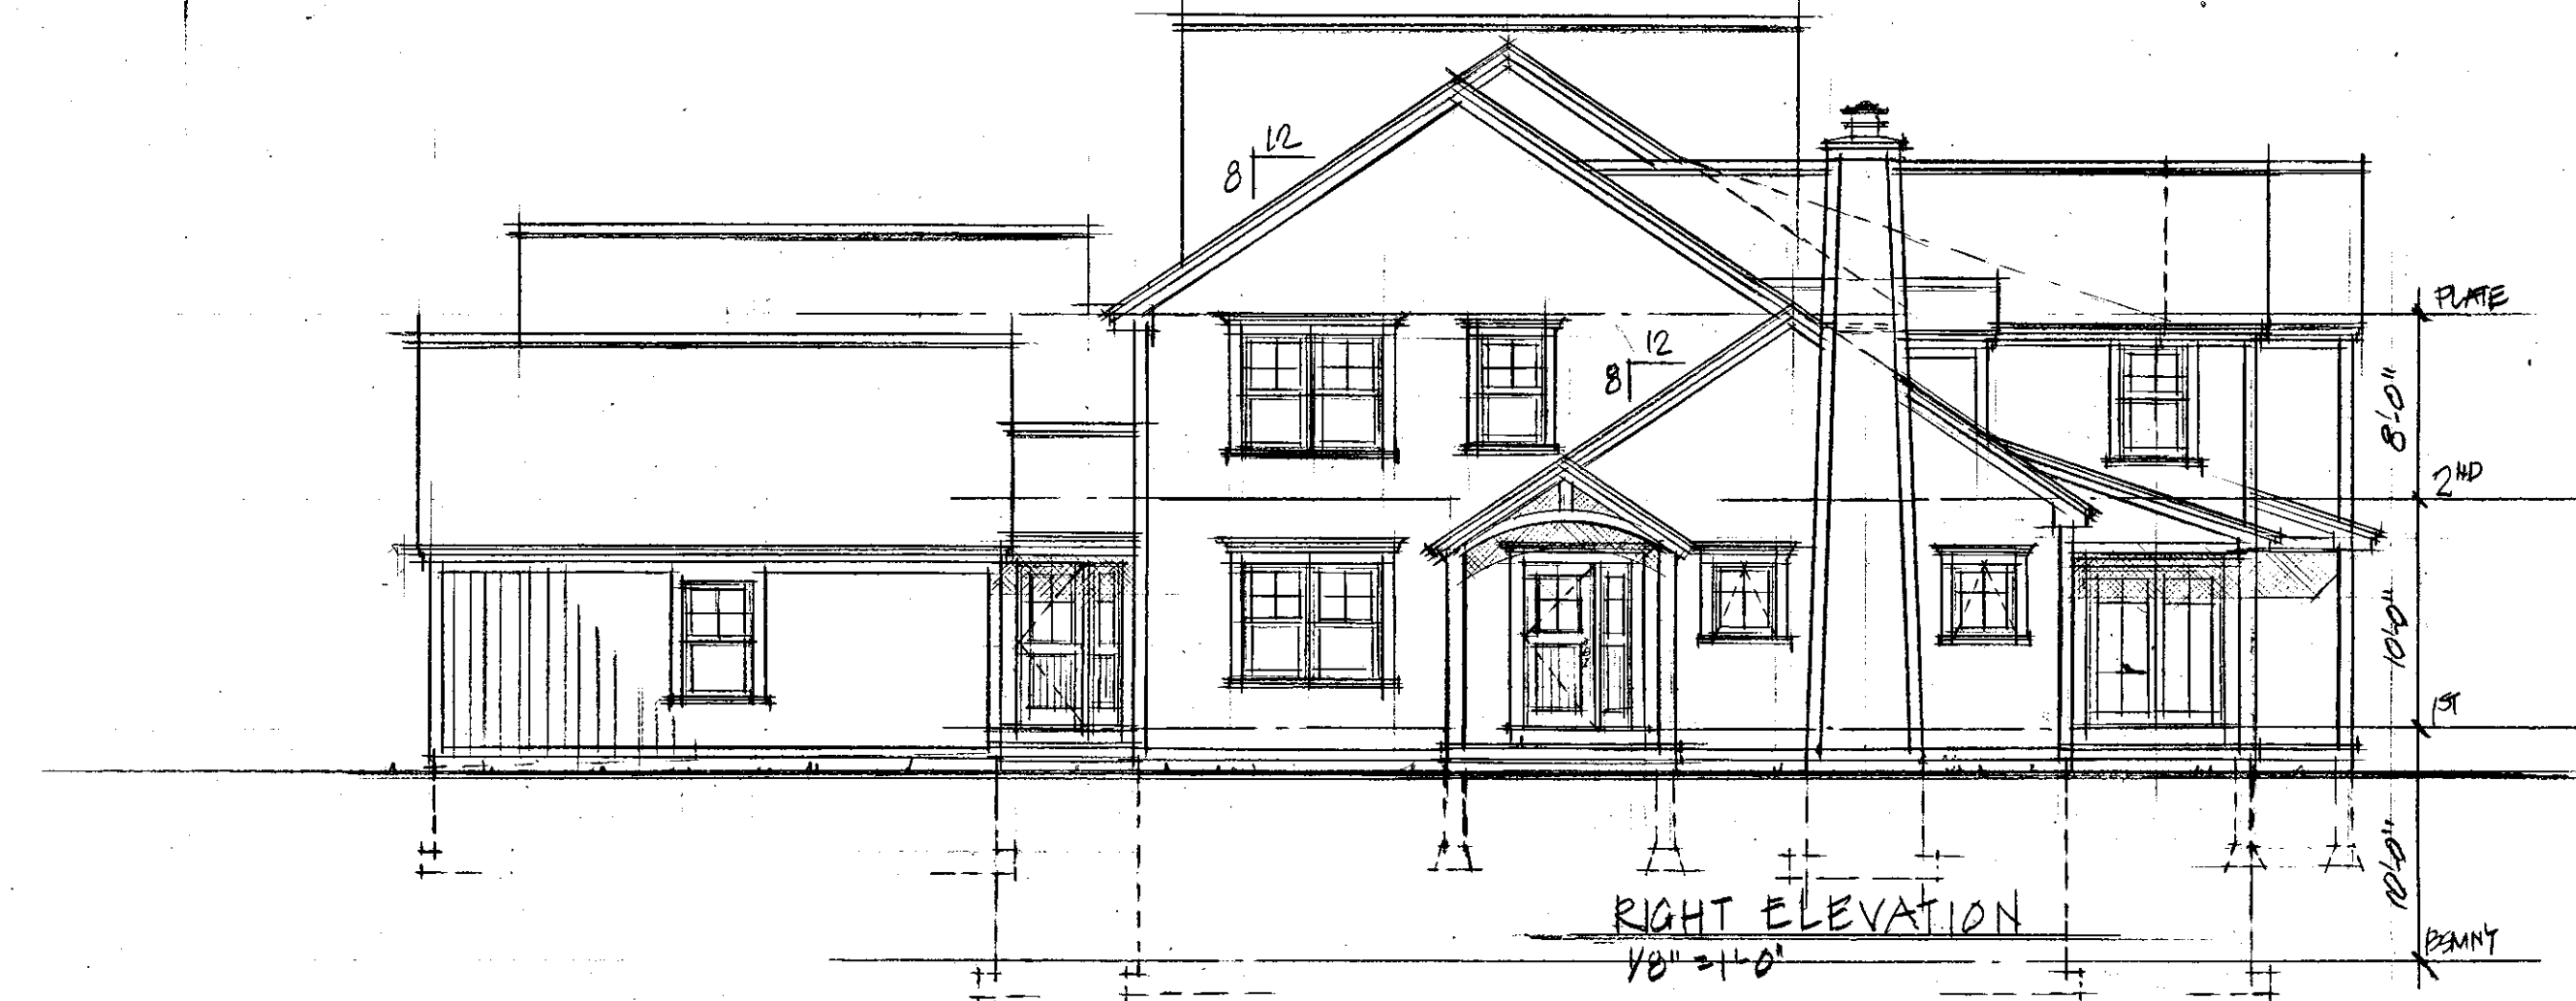 12
8
12
8
PLATE
8'-0"
2ND
10'-0"
1ST
10'-0"
BSMNT
RIGHT ELEVATION
1/8" = 1'-0"